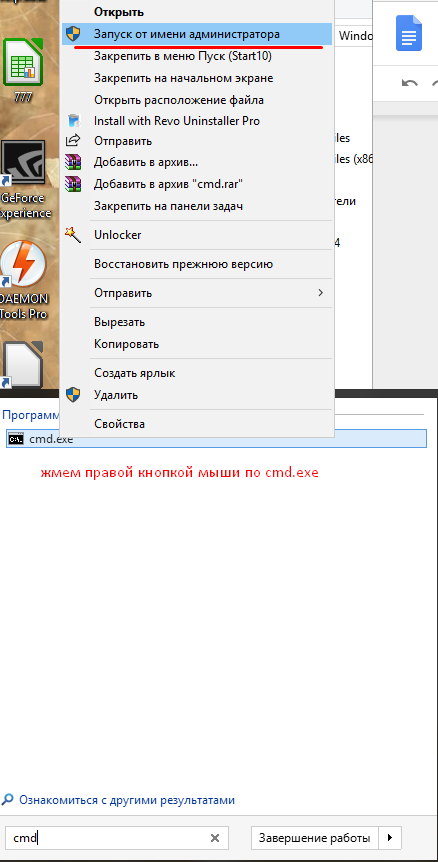 Открыть
Запуск от имени администратора
Закрепить в меню Пуск (Start10)
Закрепить на начальном экране
Открыть расположение файла
Install with Revo Uninstaller Pro
Отправить
Добавить в архив...
Добавить в архив "cmd.rar"
Закрепить на панели задач
Unlocker
Восстановить прежнюю версию
Отправить
Вырезать
Копировать
Создать ярлык
Удалить
Свойства
777
GeForce
xperience
DAEMON
Tools Pro
Windo
iles
iles (x86
тели
4
Программ
cmd.exe
жмем правой кнопкой мыши по cmd.exe
Ознакомиться с другими результатами
cmd
Завершение работы